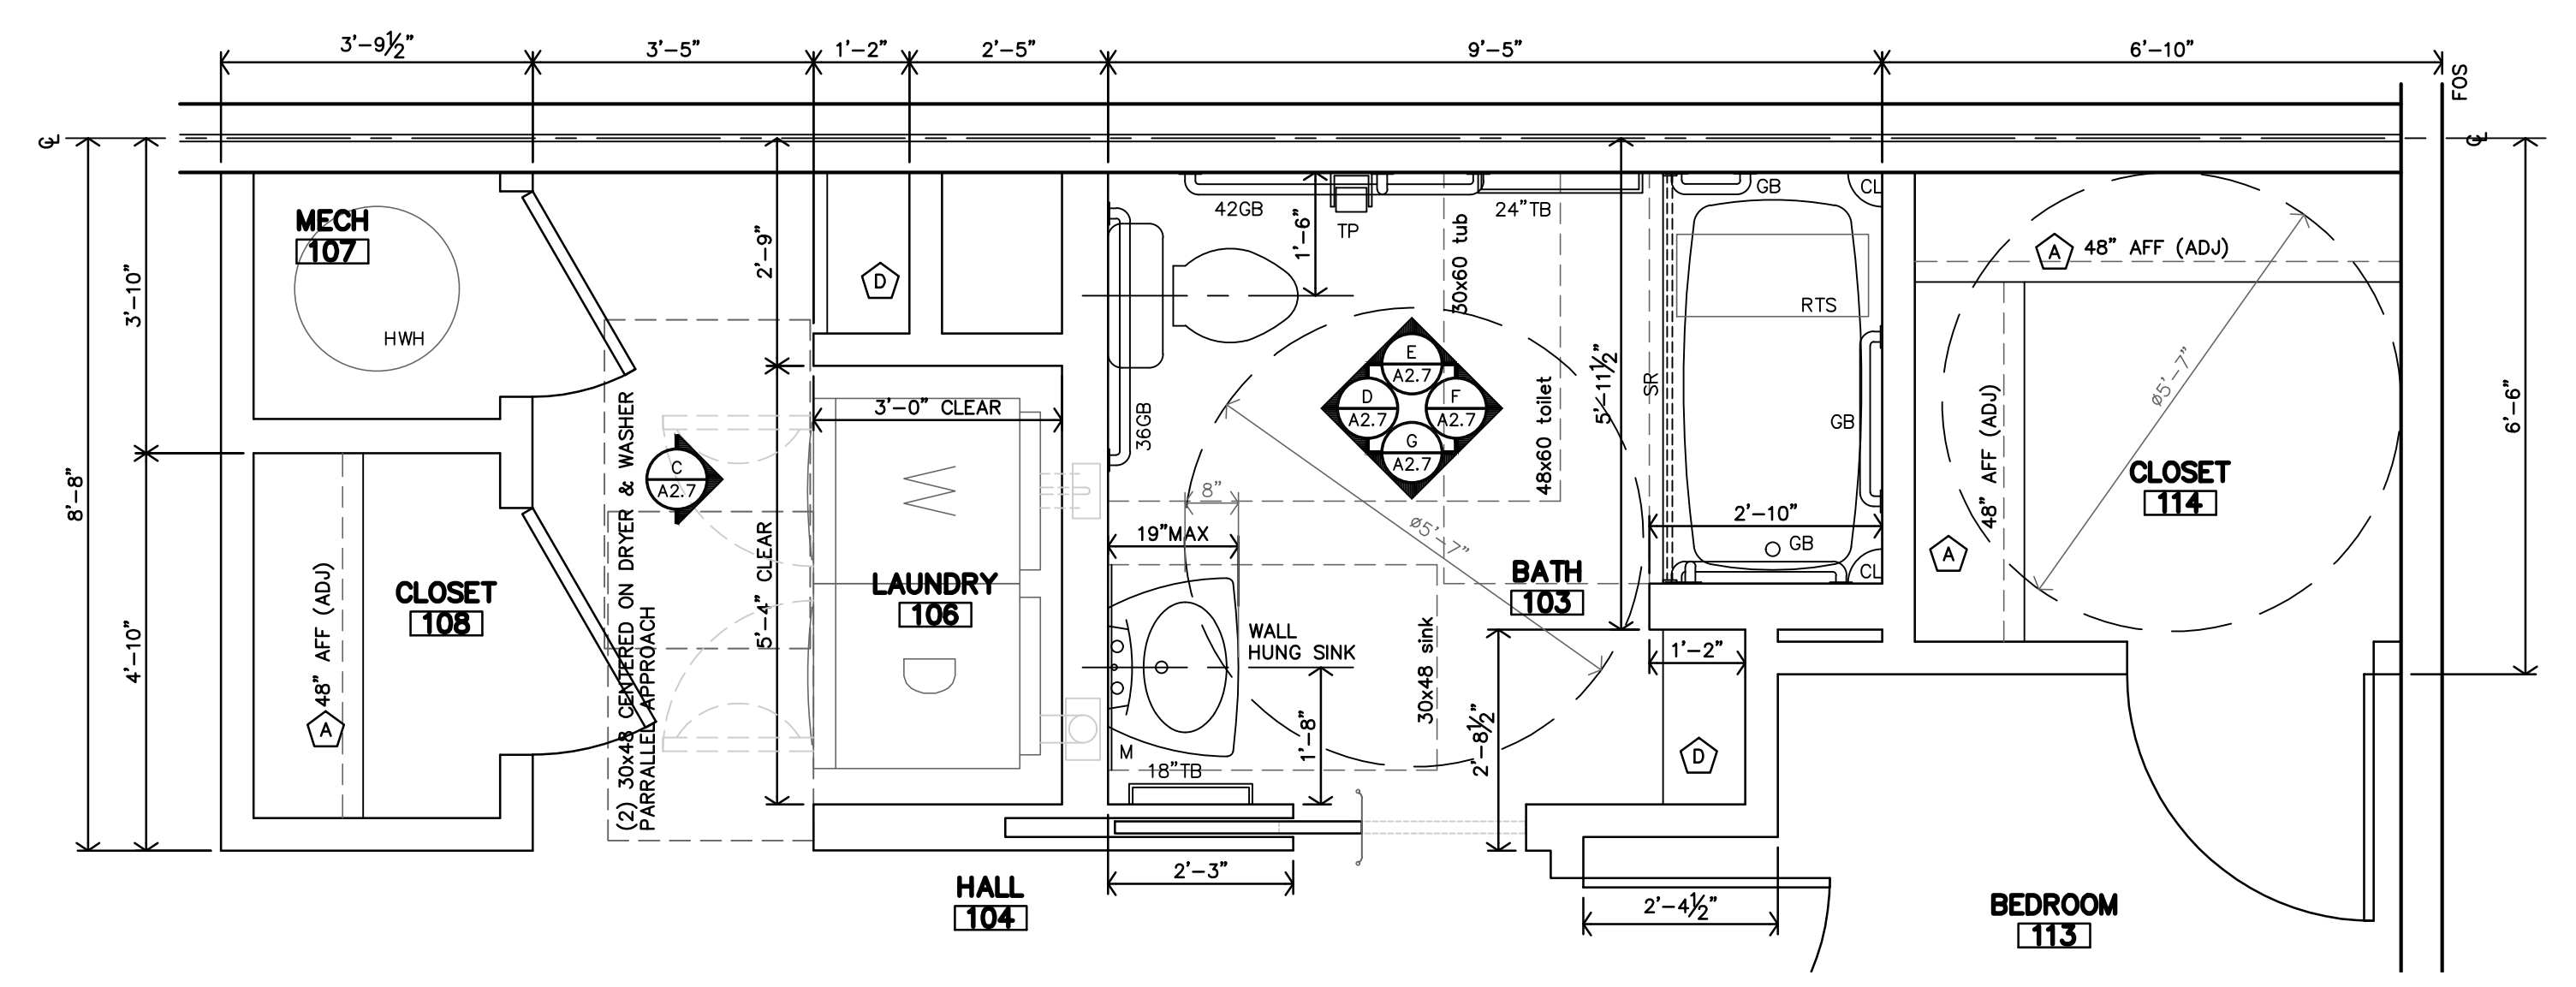 3'-9½"
3'-5"
1'-2"
2'-5"
9'-5"
6'-10"
FOS
℄
℄
MECH
107
HWH
3'-10"
8'-8"
4'-10"
CLOSET
108
48" AFF (ADJ)
A
(2) 30x48 CENTERED ON DRYER & WASHER
PARRALLEL APPROACH
C
A2.7
2'-9"
5'-4" CLEAR
D
3'-0" CLEAR
LAUNDRY
106
HALL
104
42GB
TP
1'-6"
24"TB
30x60 tub
36GB
48x60 toilet
E
A2.7
D
A2.7
F
A2.7
G
A2.7
5'-11½"
8"
19"MAX
ø5'-7"
BATH
103
WALL
HUNG SINK
30x48 sink
M
18"TB
1'-8"
2'-8½"
2'-3"
SR
GB
CL
RTS
GB
2'-10"
GB
CL
1'-2"
D
2'-4½"
A
48" AFF (ADJ)
48" AFF (ADJ)
A
ø5'-7"
CLOSET
114
6'-6"
BEDROOM
113